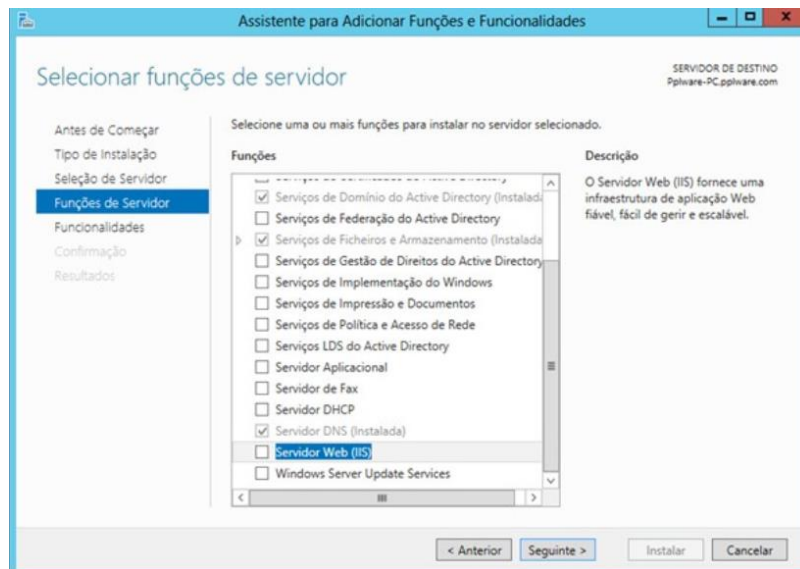 Assistente para Adicionar Funções e Funcionalidades
Selecionar funções de servidor
SERVIDOR DE DESTINO
Pplware-PC.pplware.com
Antes de Começar
Tipo de Instalação
Seleção de Servidor
Funções de Servidor
Funcionalidades
Confirmação
Resultados
Selecione uma ou mais funções para instalar no servidor selecionado.
Funções
Serviços de Domínio do Active Directory (Instalada
Serviços de Federação do Active Directory
Serviços de Ficheiros e Armazenamento (Instalada
Serviços de Gestão de Direitos do Active Directory
Serviços de Implementação do Windows
Serviços de Impressão e Documentos
Serviços de Política e Acesso de Rede
Serviços LDS do Active Directory
Servidor Aplicacional
Servidor de Fax
Servidor DHCP
Servidor DNS (Instalada)
Servidor Web (IIS)
Windows Server Update Services
Descrição
O Servidor Web (IIS) fornece uma
infraestrutura de aplicação Web
fiável, fácil de gerir e escalável.
< Anterior
Seguinte >
Instalar
Cancelar